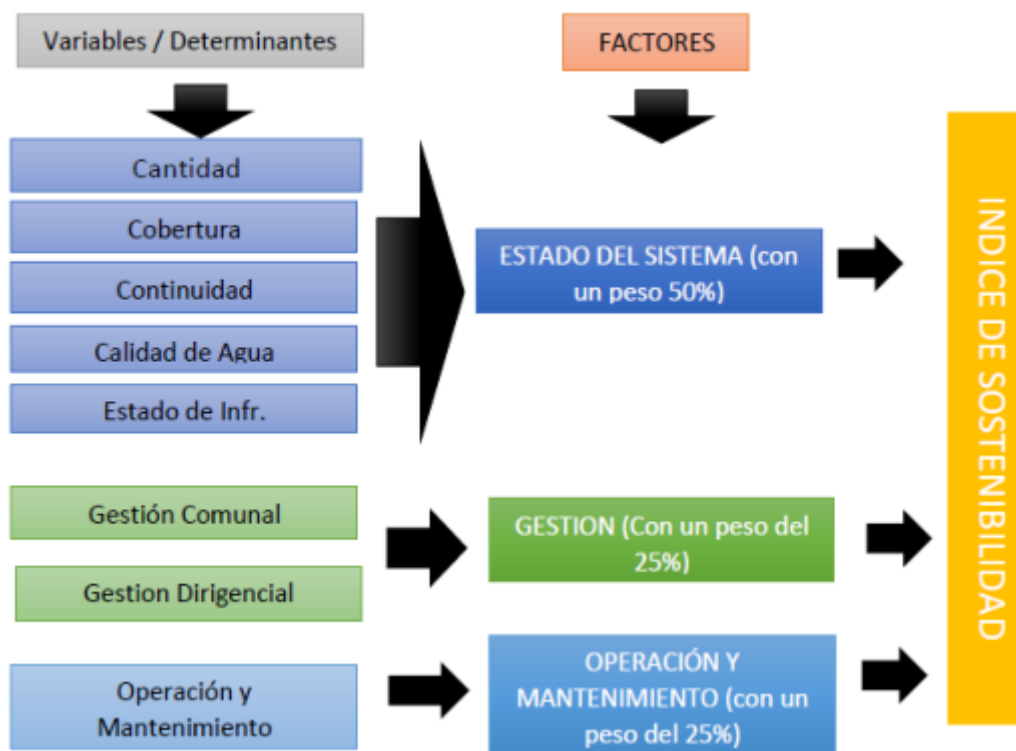 Variables / Determinantes
FACTORES
Cantidad
Cobertura
Continuidad
Calidad de Agua
Estado de Infr.
ESTADO DEL SISTEMA (con
un peso 50%)
Gestión Comunal
Gestion Dirigencial
GESTION (Con un peso del
25%)
Operación y
Mantenimiento
OPERACIÓN Y
MANTENIMIENTO (con un
peso del 25%)
INDICE DE SOSTENIBILIDAD